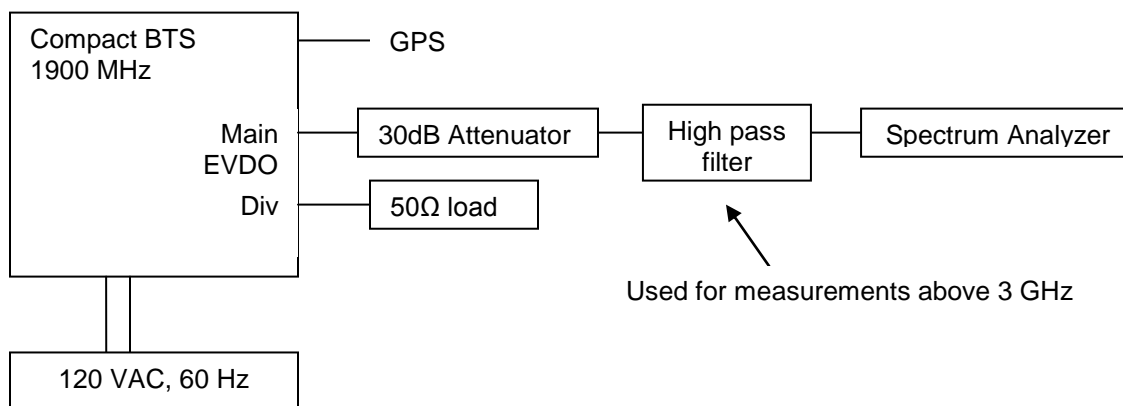 Compact BTS
1900 MHz
GPS
Main
EVDO
Div
30dB Attenuator
High pass
filter
Spectrum Analyzer
50Ω load
Used for measurements above 3 GHz
120 VAC, 60 Hz